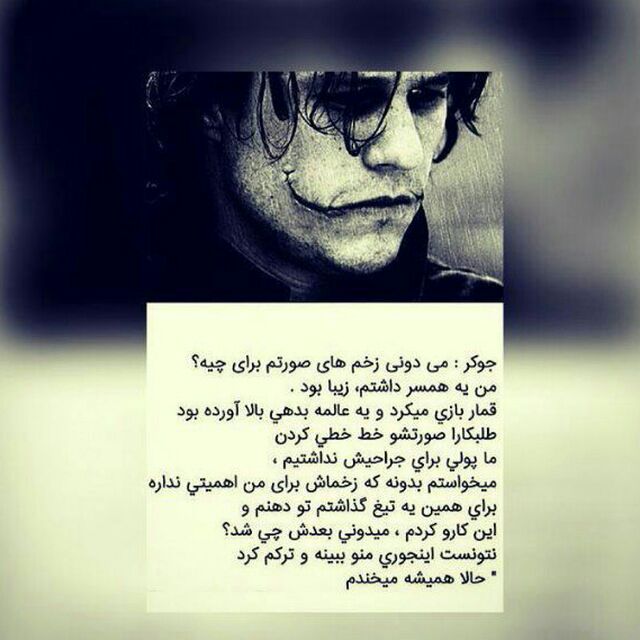 جوکر : می دونی زخم های صورتم برای چیه؟
من یه همسر داشتم، زیبا بود .
قمار بازي میکرد و یه عالمه بدهي بالا آورده بود
طلبکارا صورتشو خط خطي کردن
ما پولي براي جراحیش نداشتیم ،
میخواستم بدونه که زخماش برای من اهمیتي نداره
براي همین یه تیغ گذاشتم تو دهنم و
این کارو کردم ، میدوني بعدش چي شد؟
نتونست اینجوري منو ببینه و ترکم کرد
" حالا همیشه میخندم